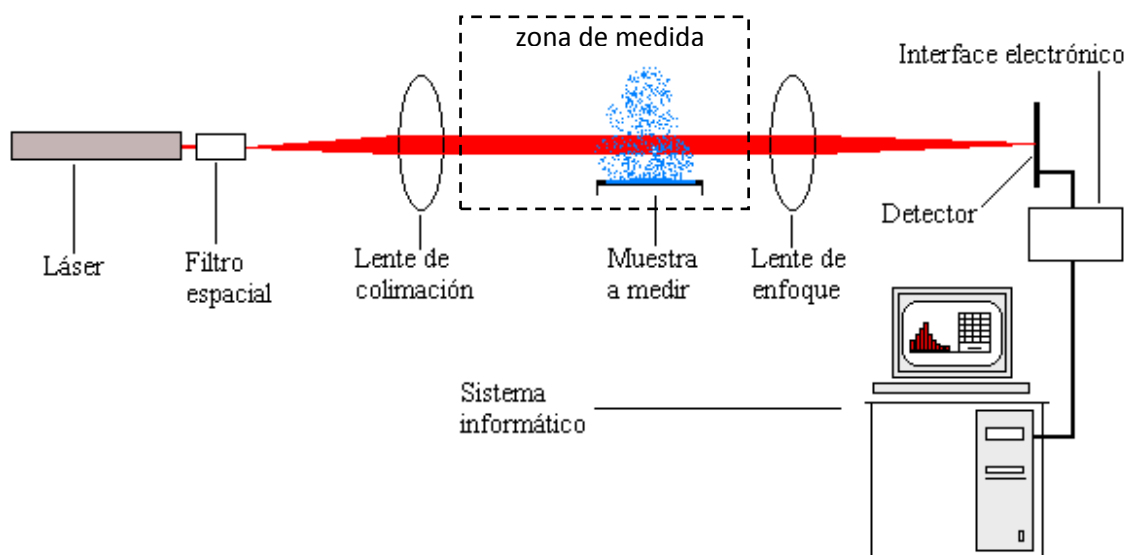 zona de medida
Interface electrónico
Detector
Láser
Filtro
espacial
Lente de
colimación
Muestra
a medir
Lente de
enfoque
Sistema
informático